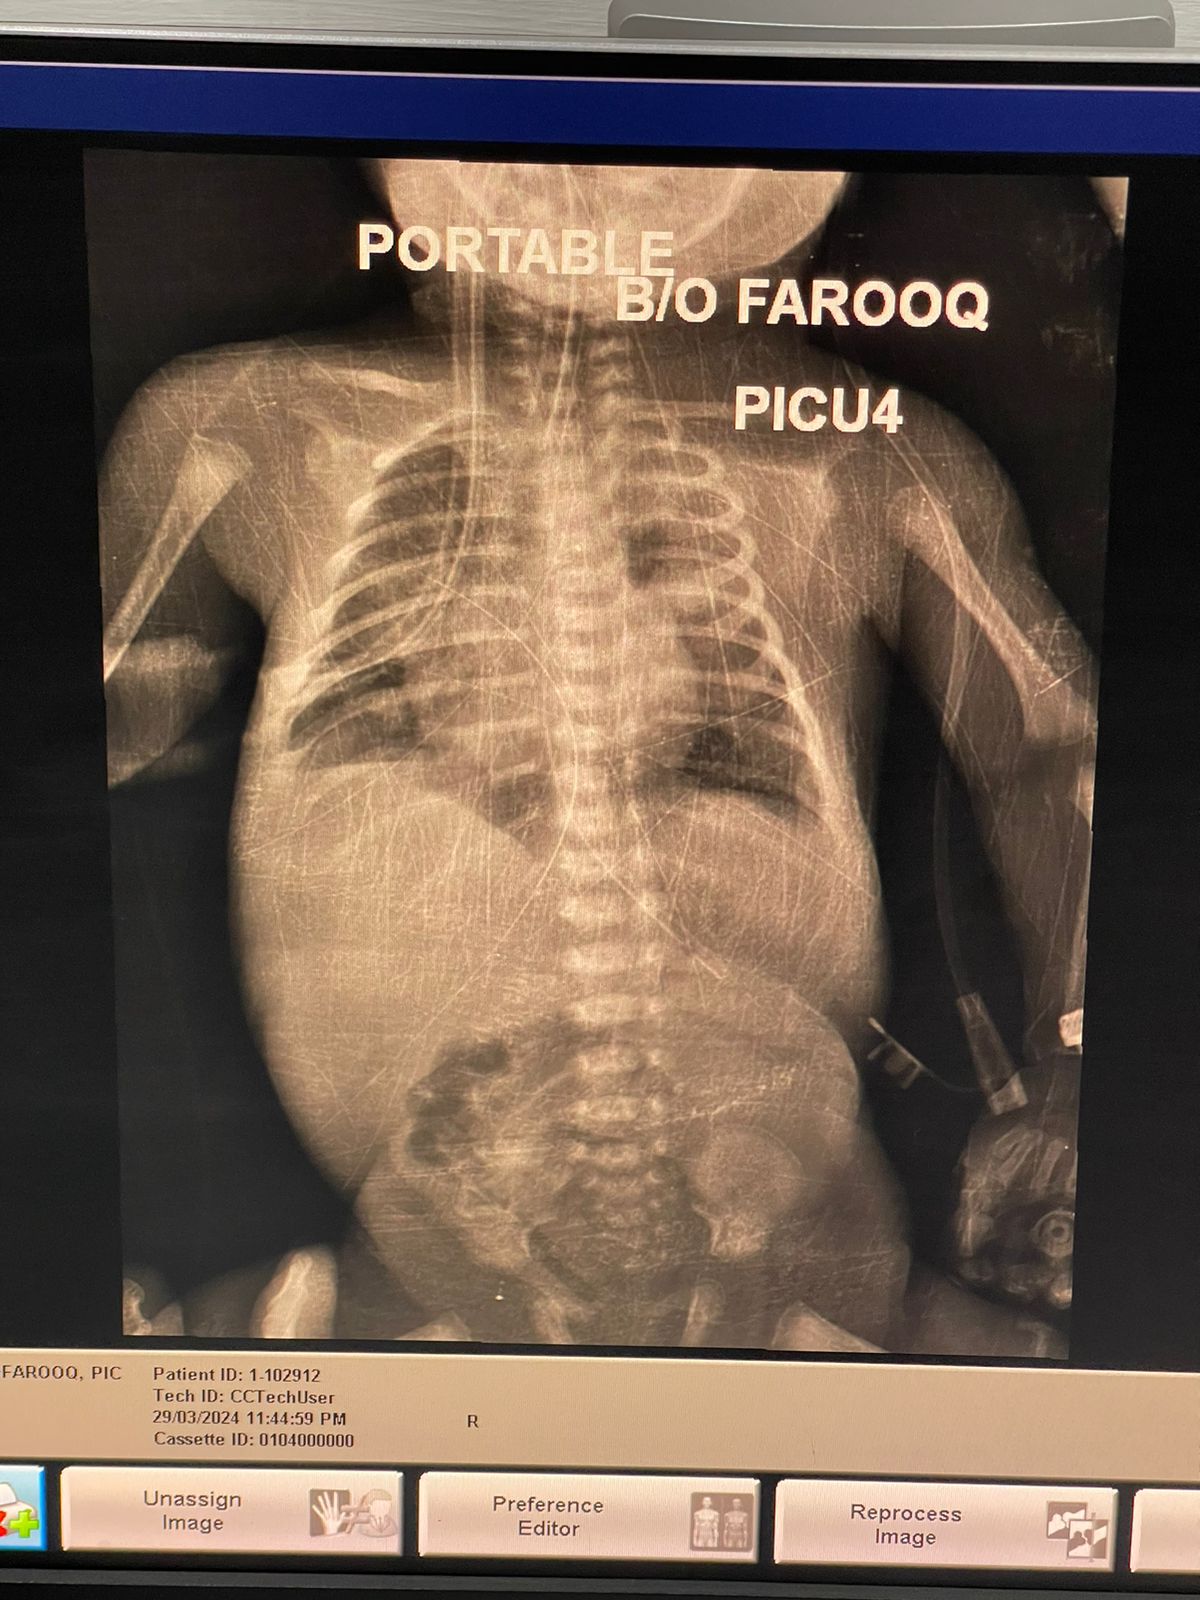 PORTABLE
B/O FAROOQ
PICU4
FAROOQ, PIC
Patient ID: 1-102912
Tech ID: CCTechUser
29/03/2024 11:44:59 PM
R
Cassette ID: 0104000000
Unassign
Image
Preference
Editor
Reprocess
Image